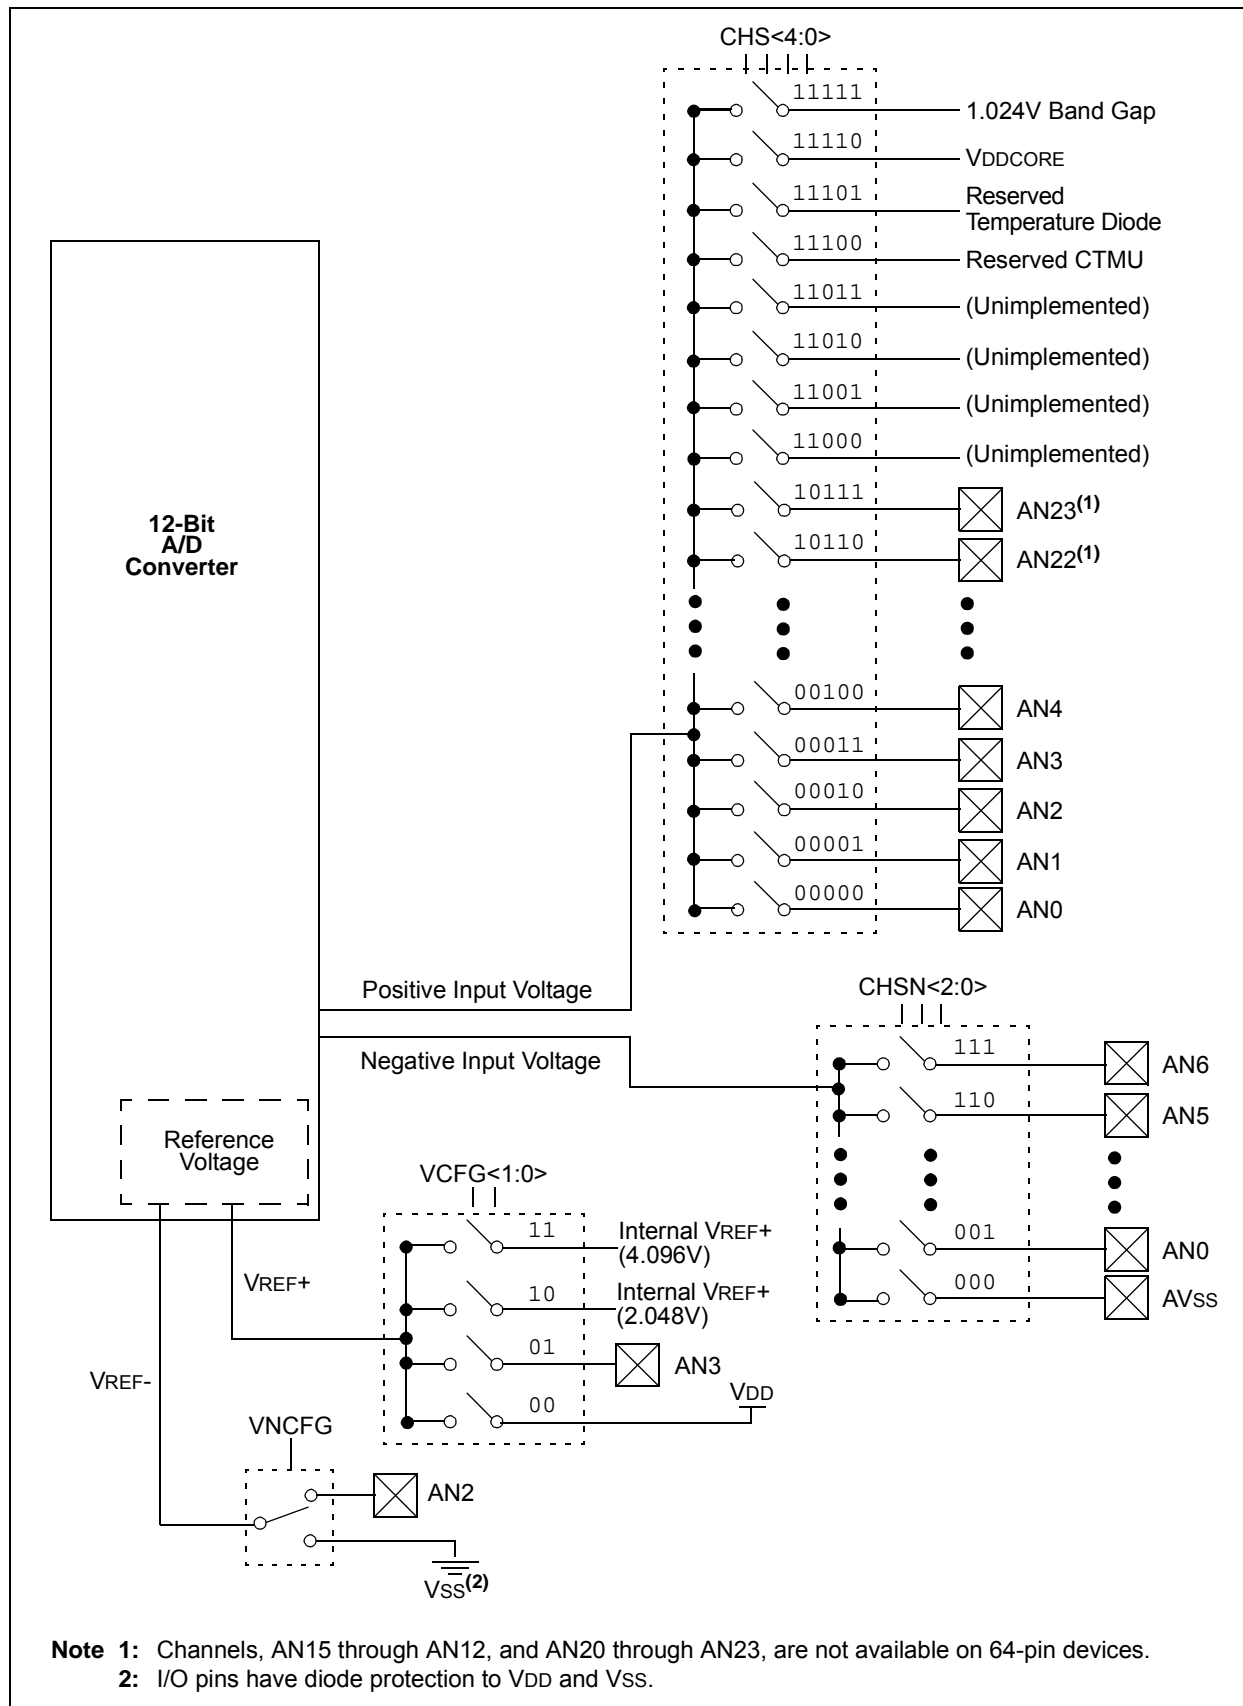 CHS<4:0>
11111
1.024V Band Gap
11110
VDDCORE
11101
Reserved
Temperature Diode
11100
Reserved CTMU
11011
(Unimplemented)
11010
(Unimplemented)
11001
(Unimplemented)
11000
(Unimplemented)
10111
AN23(1)
10110
AN22(1)
12-Bit
A/D
Converter
00100
AN4
00011
AN3
00010
AN2
00001
AN1
00000
AN0
Positive Input Voltage
Negative Input Voltage
CHSN<2:0>
111
AN6
110
AN5
001
AN0
000
AVSS
Reference
Voltage
VCFG<1:0>
11
Internal VREF+
(4.096V)
10
Internal VREF+
(2.048V)
01
AN3
00
VDD
VREF+
VREF-
VNCFG
AN2
VSS(2)
Note 1: Channels, AN15 through AN12, and AN20 through AN23, are not available on 64-pin devices.
2: I/O pins have diode protection to VDD and VSS.